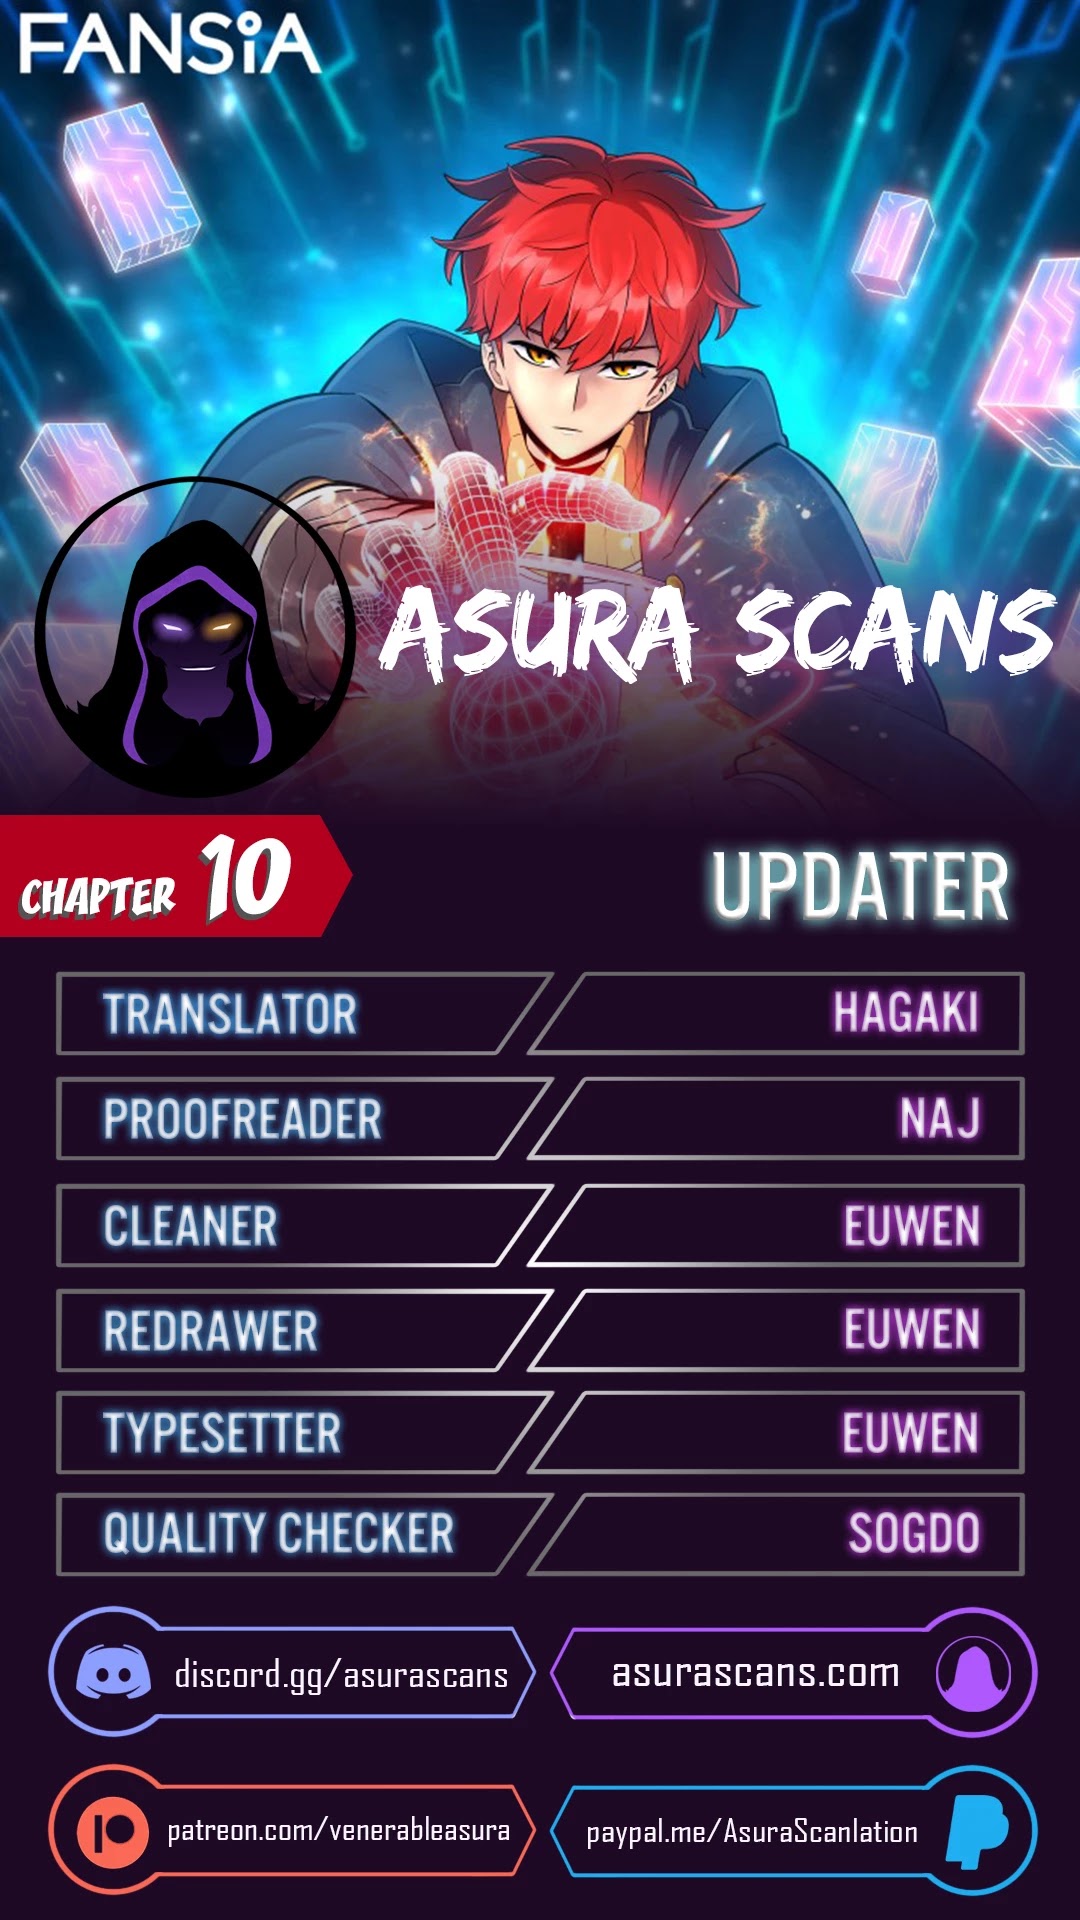 FANSiA
ASURA SCANS
CHAPTER 10
UPDATER
TRANSLATOR HAGAKI
PROOFREADER NAJ
CLEANER EUWEN
REDRAWER EUWEN
TYPESETTER EUWEN
QUALITY CHECKER SOGDO
discord.gg/asurascans asurascans.com
patreon.com/venerableasura paypal.me/AsuraScanlation